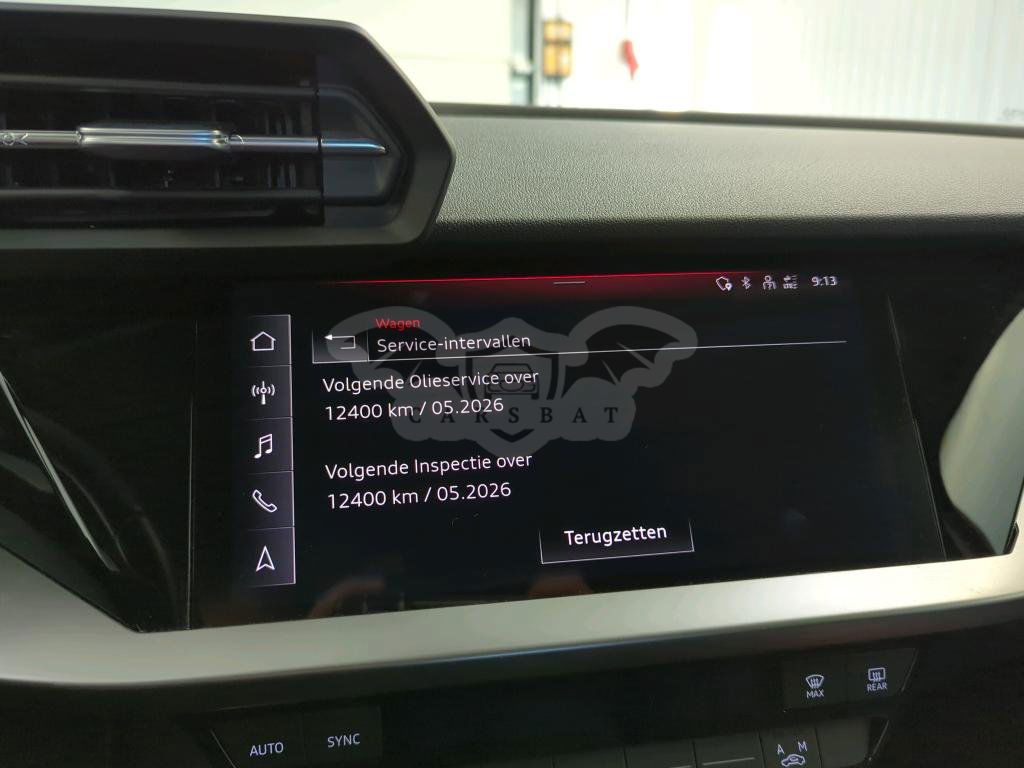 9:13
Wagen
Service-intervallen
Volgende Olieservice over
12400 km / 05.2026
CARSBAT
Volgende Inspectie over
12400 km / 05.2026
Terugzetten
MAX
REAR
AUTO
SYNC
A M